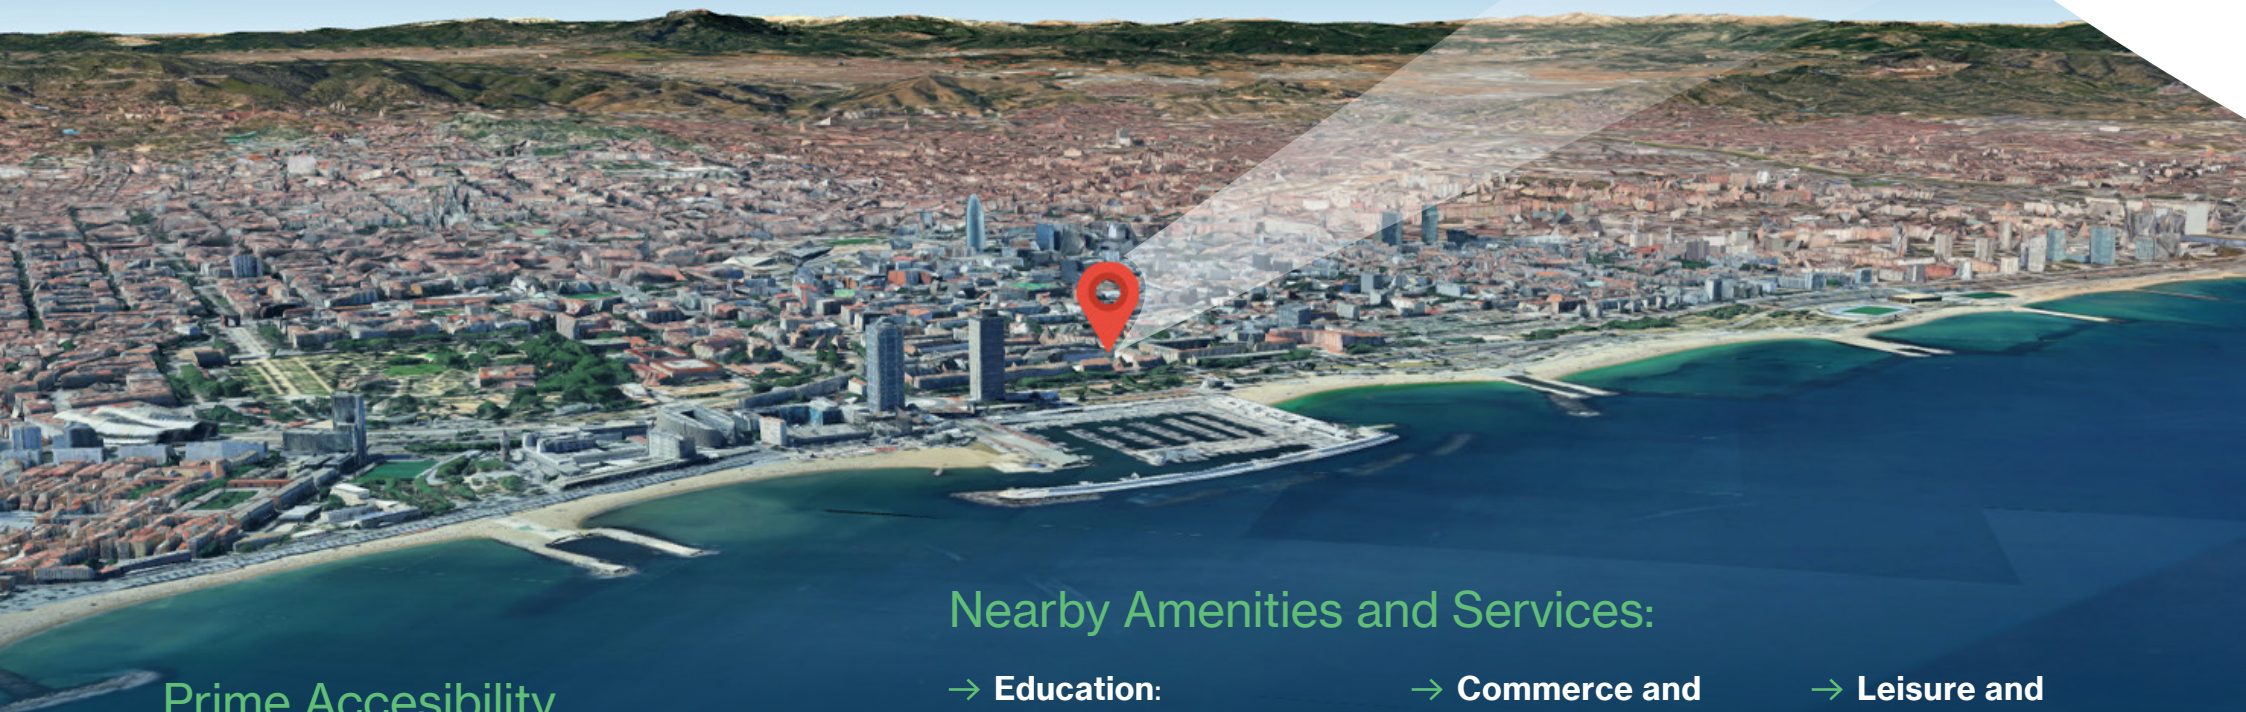 Nearby Amenities and Services:
Prime Accesibility
→ Education:
→ Commerce and
→ Leisure and